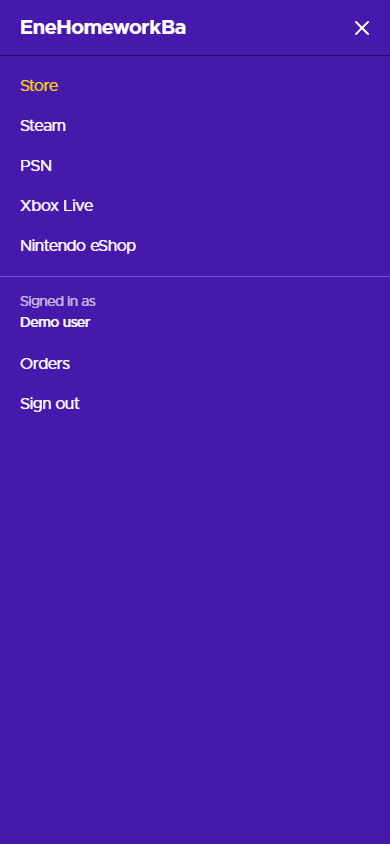 EneHomeworkBa
Store
Steam
PSN
Xbox Live
Nintendo eShop
Signed in as
Demo user
Orders
Sign out